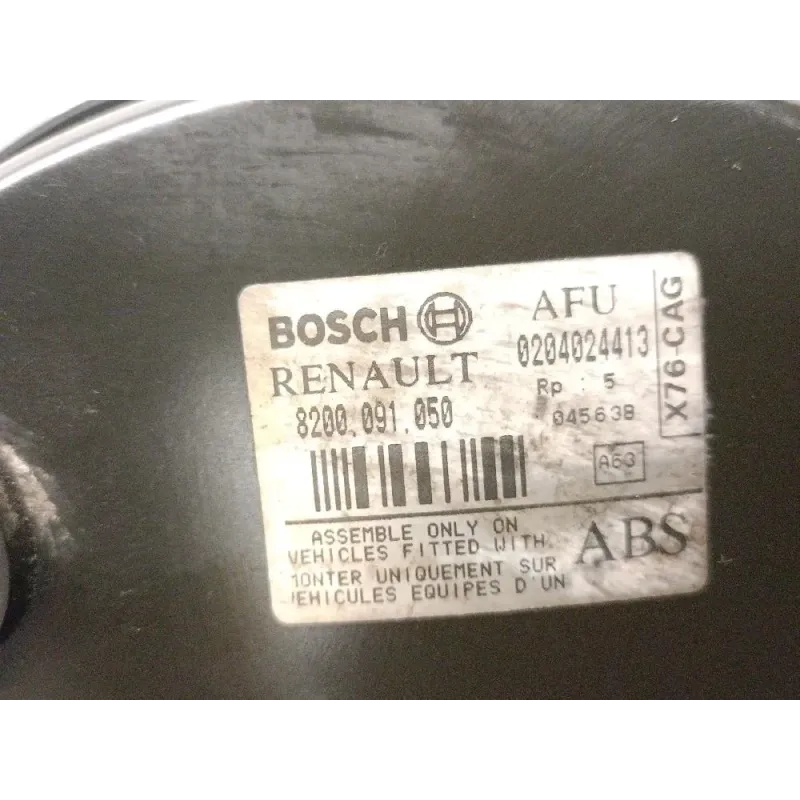 BOSCH
RENAULT
8200.091.050
AFU
0204024413
Rp : 5
04563B
X76-CAG
A63
ASSEMBLE ONLY ON
VEHICLES FITTED WITH
MONTER UNIQUEMENT SUR
VEHICULES EQUIPES D'UN
ABS